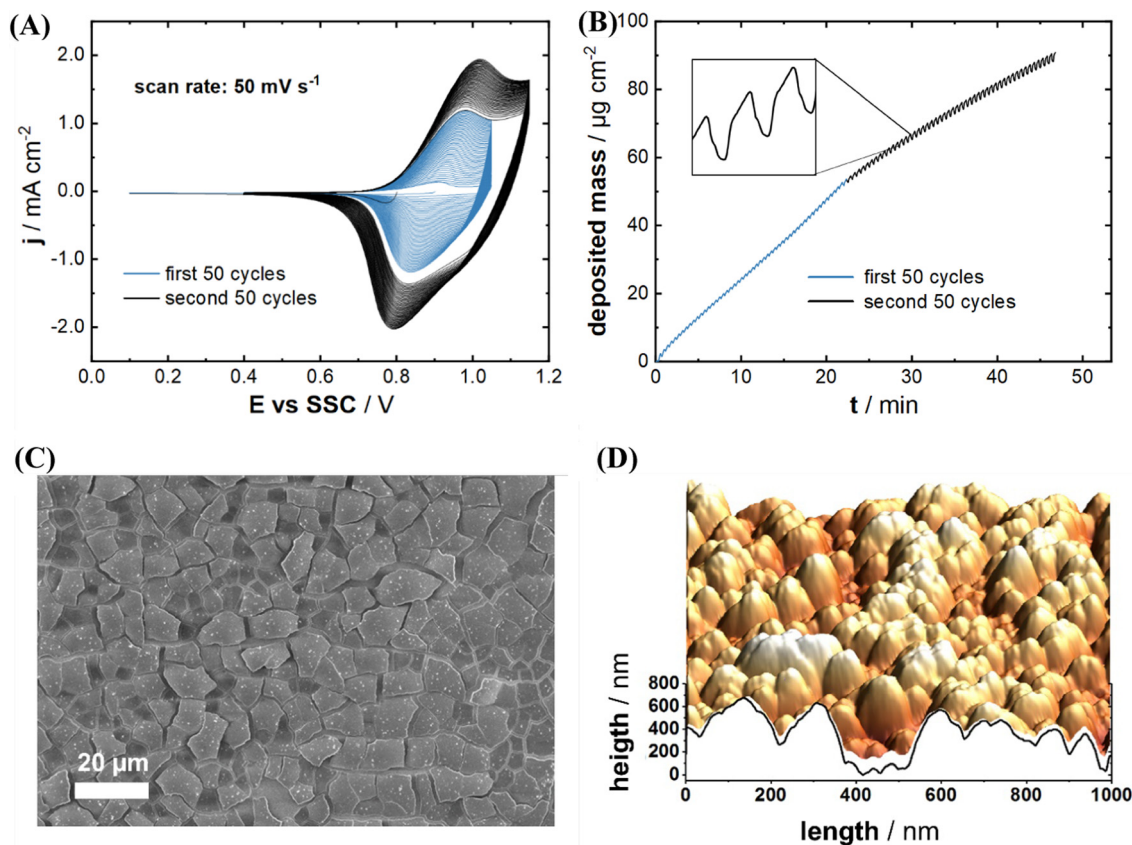 (A)
2.0
1.0
0.0
-1.0
-2.0
j / mA cm⁻²
scan rate: 50 mV s⁻¹
first 50 cycles
second 50 cycles
0.0 0.2 0.4 0.6 0.8 1.0 1.2
E vs SSC / V
(B)
100
80
60
40
20
0
deposited mass / µg cm⁻²
first 50 cycles
second 50 cycles
0 10 20 30 40 50
t / min
(C)
20 µm
(D)
800
600
400
200
0
heigth / nm
0 200 400 600 800 1000
length / nm